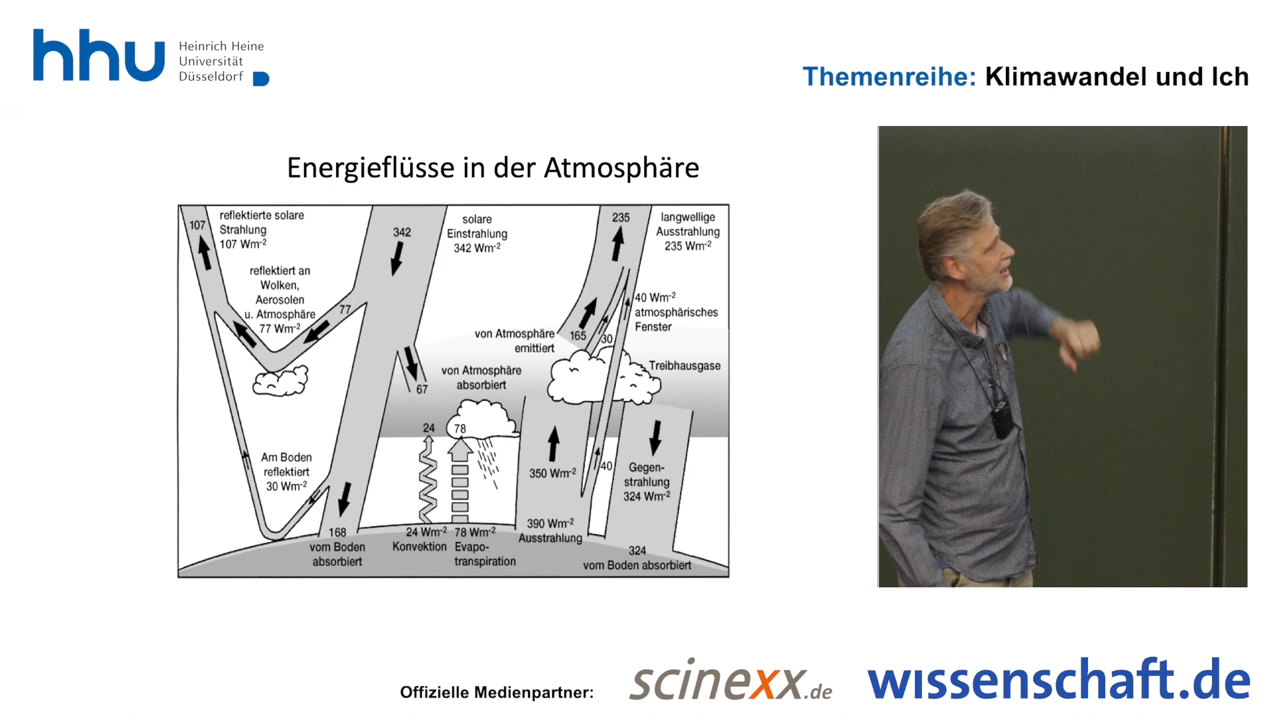 hhu
Heinrich Heine
Universität
Düsseldorf
Themenreihe: Klimawandel und Ich
Energieflüsse in der Atmosphäre
107
reflektierte solare
Strahlung
107 Wm-2
342
solare
Einstrahlung
342 Wm-2
235
langwellige
Ausstrahlung
235 Wm-2
reflektiert an
Wolken,
Aerosolen
u. Atmosphäre
77 Wm-2
77
67
von Atmosphäre
emittiert
165
30
40 Wm-2
atmosphärisches
Fenster
von Atmosphäre
absorbiert
Treibhausgase
24
78
Am Boden
reflektiert
30 Wm-2
350 Wm-2
40
Gegen-
strahlung
324 Wm-2
168
vom Boden
absorbiert
24 Wm-2
Konvektion
78 Wm-2
Evapo-
transpiration
390 Wm-2
Ausstrahlung
324
vom Boden absorbiert
Offizielle Medienpartner:
scinexx.de
wissenschaft.de